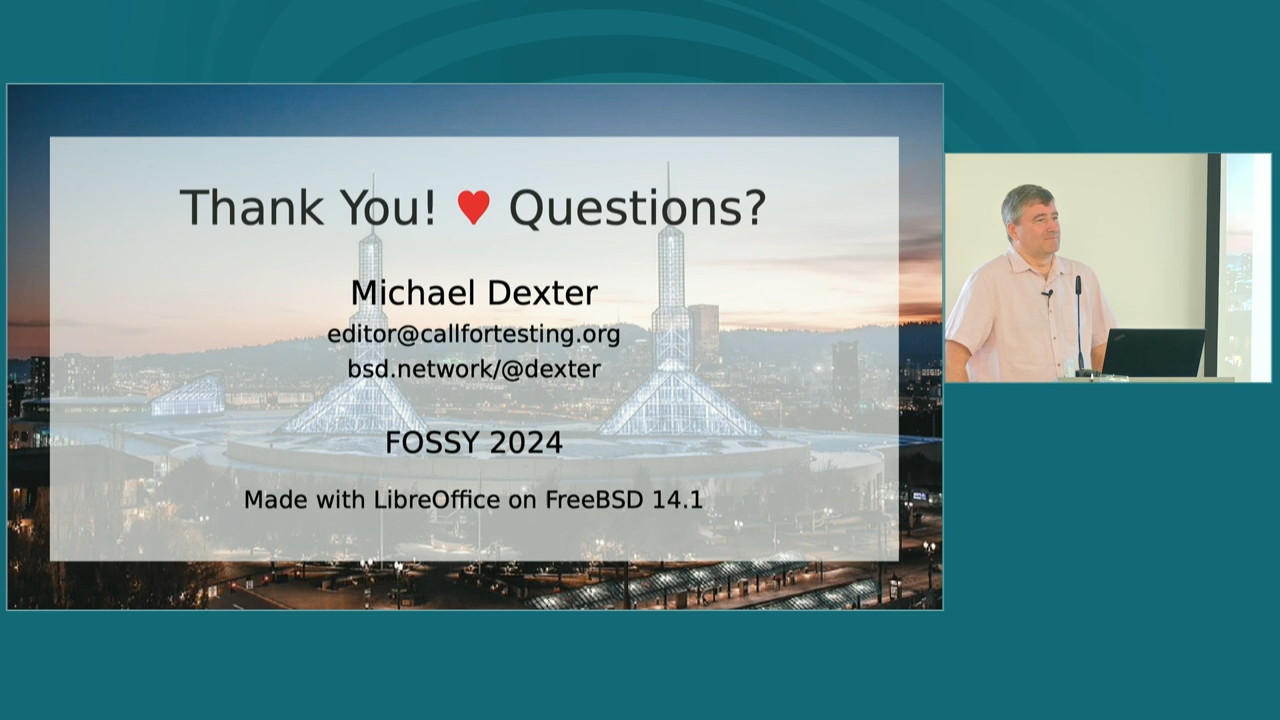 Thank You! ♥ Questions?
Michael Dexter
editor@callfortesting.org
bsd.network/@dexter
FOSSY 2024
Made with LibreOffice on FreeBSD 14.1